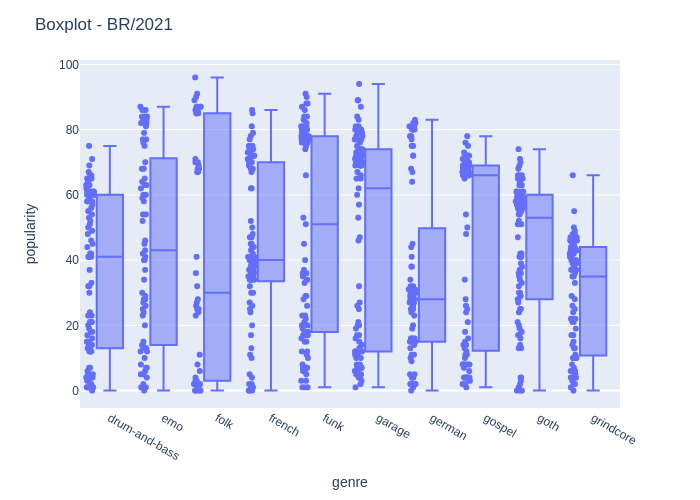 Boxplot - BR/2021
100
80
60
40
20
0
popularity
drum-and-bass
emo
folk
french
funk
garage
german
gospel
goth
grindcore
genre